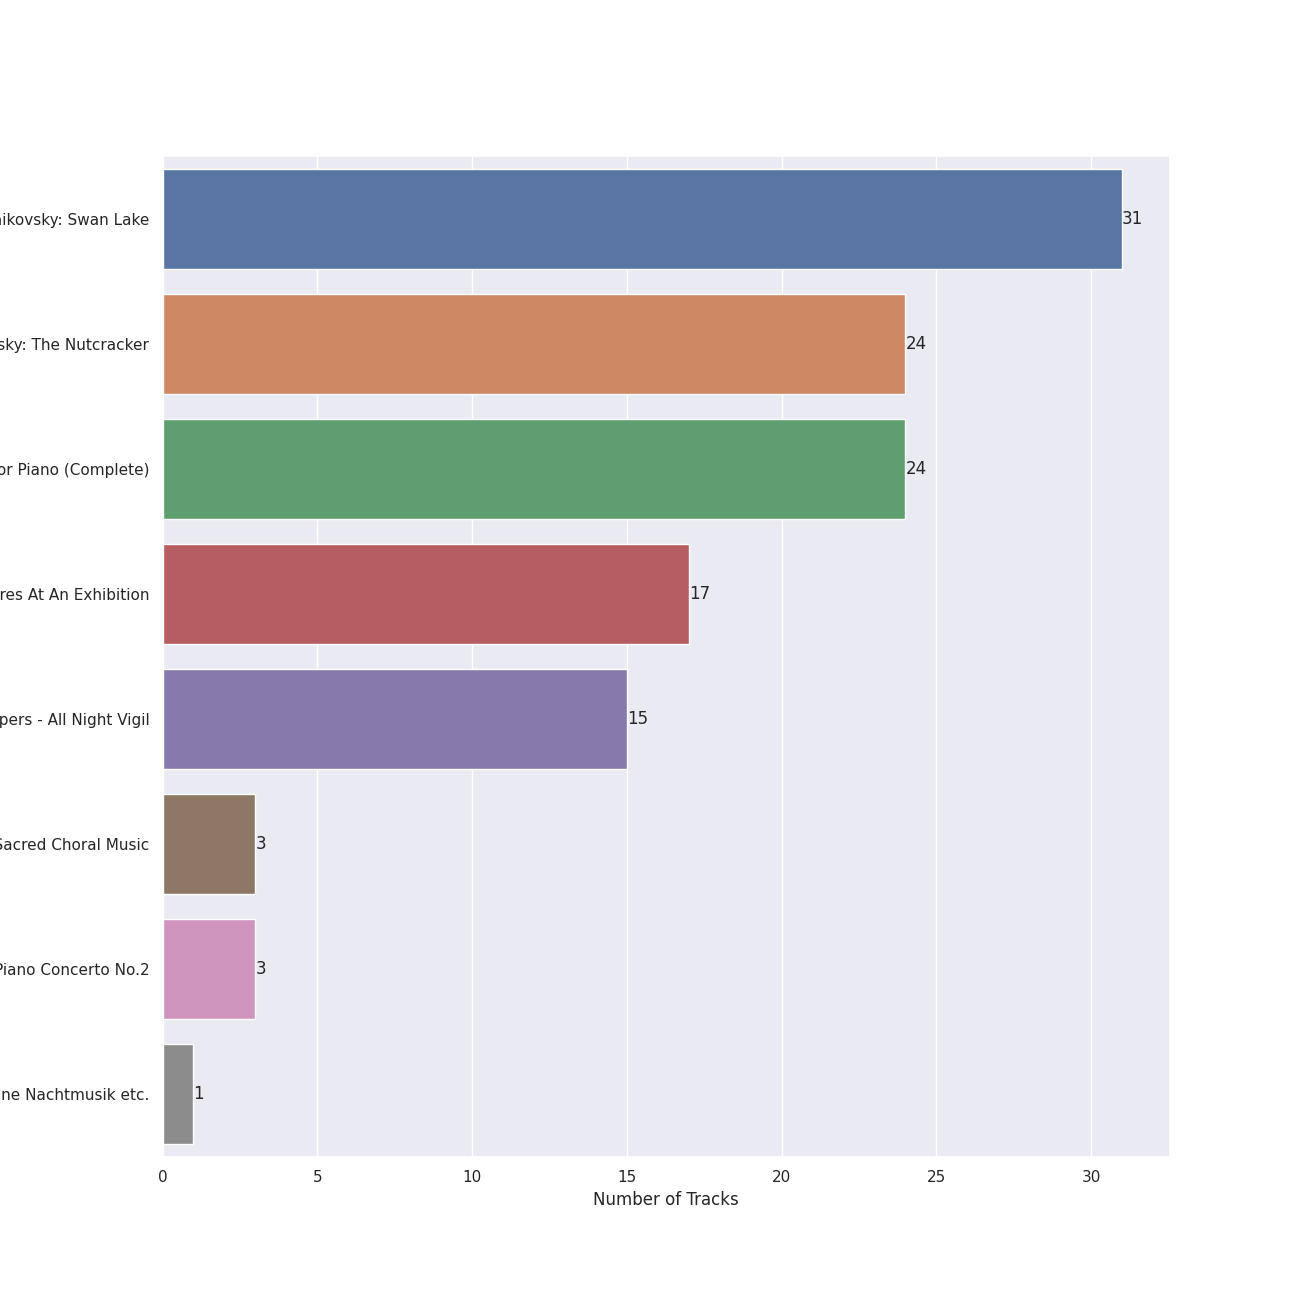 ikovsky: Swan Lake
31
sky: The Nutcracker
24
or Piano (Complete)
24
res At An Exhibition
17
pers - All Night Vigil
15
Sacred Choral Music
3
Piano Concerto No.2
3
ne Nachtmusik etc.
1
0 5 10 15 20 25 30
Number of Tracks